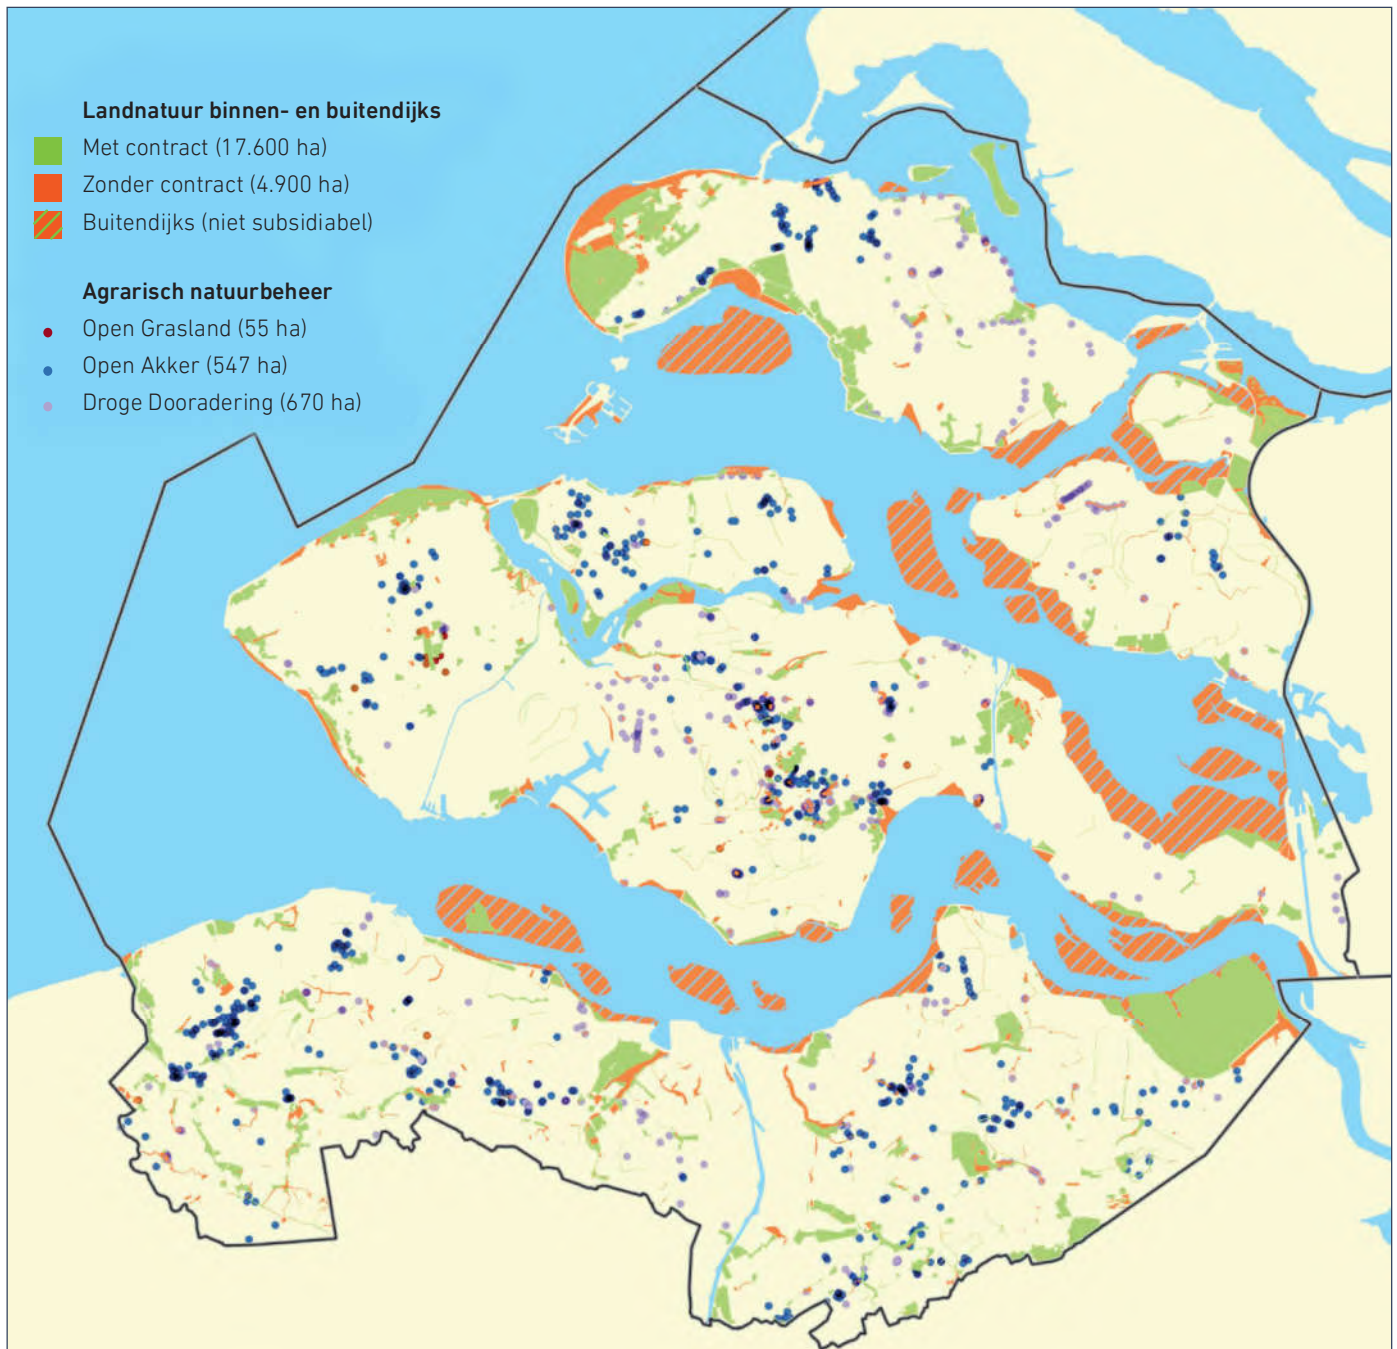 Landnatuur binnen- en buitendijks
Met contract (17.600 ha)
Zonder contract (4.900 ha)
Buitendijks (niet subsidiabel)
Agrarisch natuurbeheer
Open Grasland (55 ha)
Open Akker (547 ha)
Droge Dooradering (670 ha)